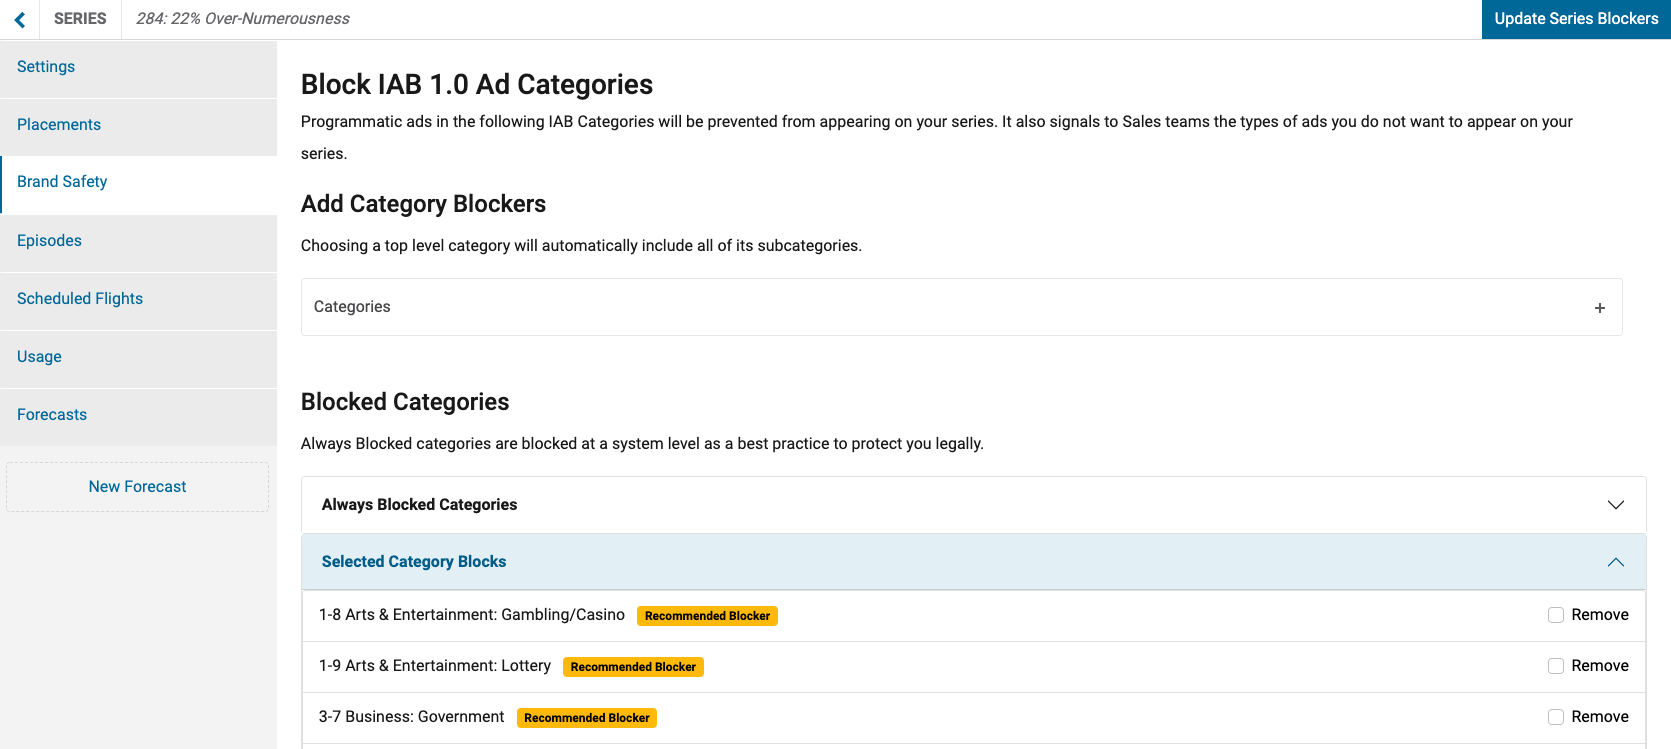 SERIES
284: 22% Over-Numerousness
Update Series Blockers
Settings
Placements
Brand Safety
Episodes
Scheduled Flights
Usage
Forecasts
New Forecast
Block IAB 1.0 Ad Categories
Programmatic ads in the following IAB Categories will be prevented from appearing on your series. It also signals to Sales teams the types of ads you do not want to appear on your
series.
Add Category Blockers
Choosing a top level category will automatically include all of its subcategories.
Categories +
Blocked Categories
Always Blocked categories are blocked at a system level as a best practice to protect you legally.
Always Blocked Categories
Selected Category Blocks
1-8 Arts & Entertainment: Gambling/Casino Recommended Blocker Remove
1-9 Arts & Entertainment: Lottery Recommended Blocker Remove
3-7 Business: Government Recommended Blocker Remove